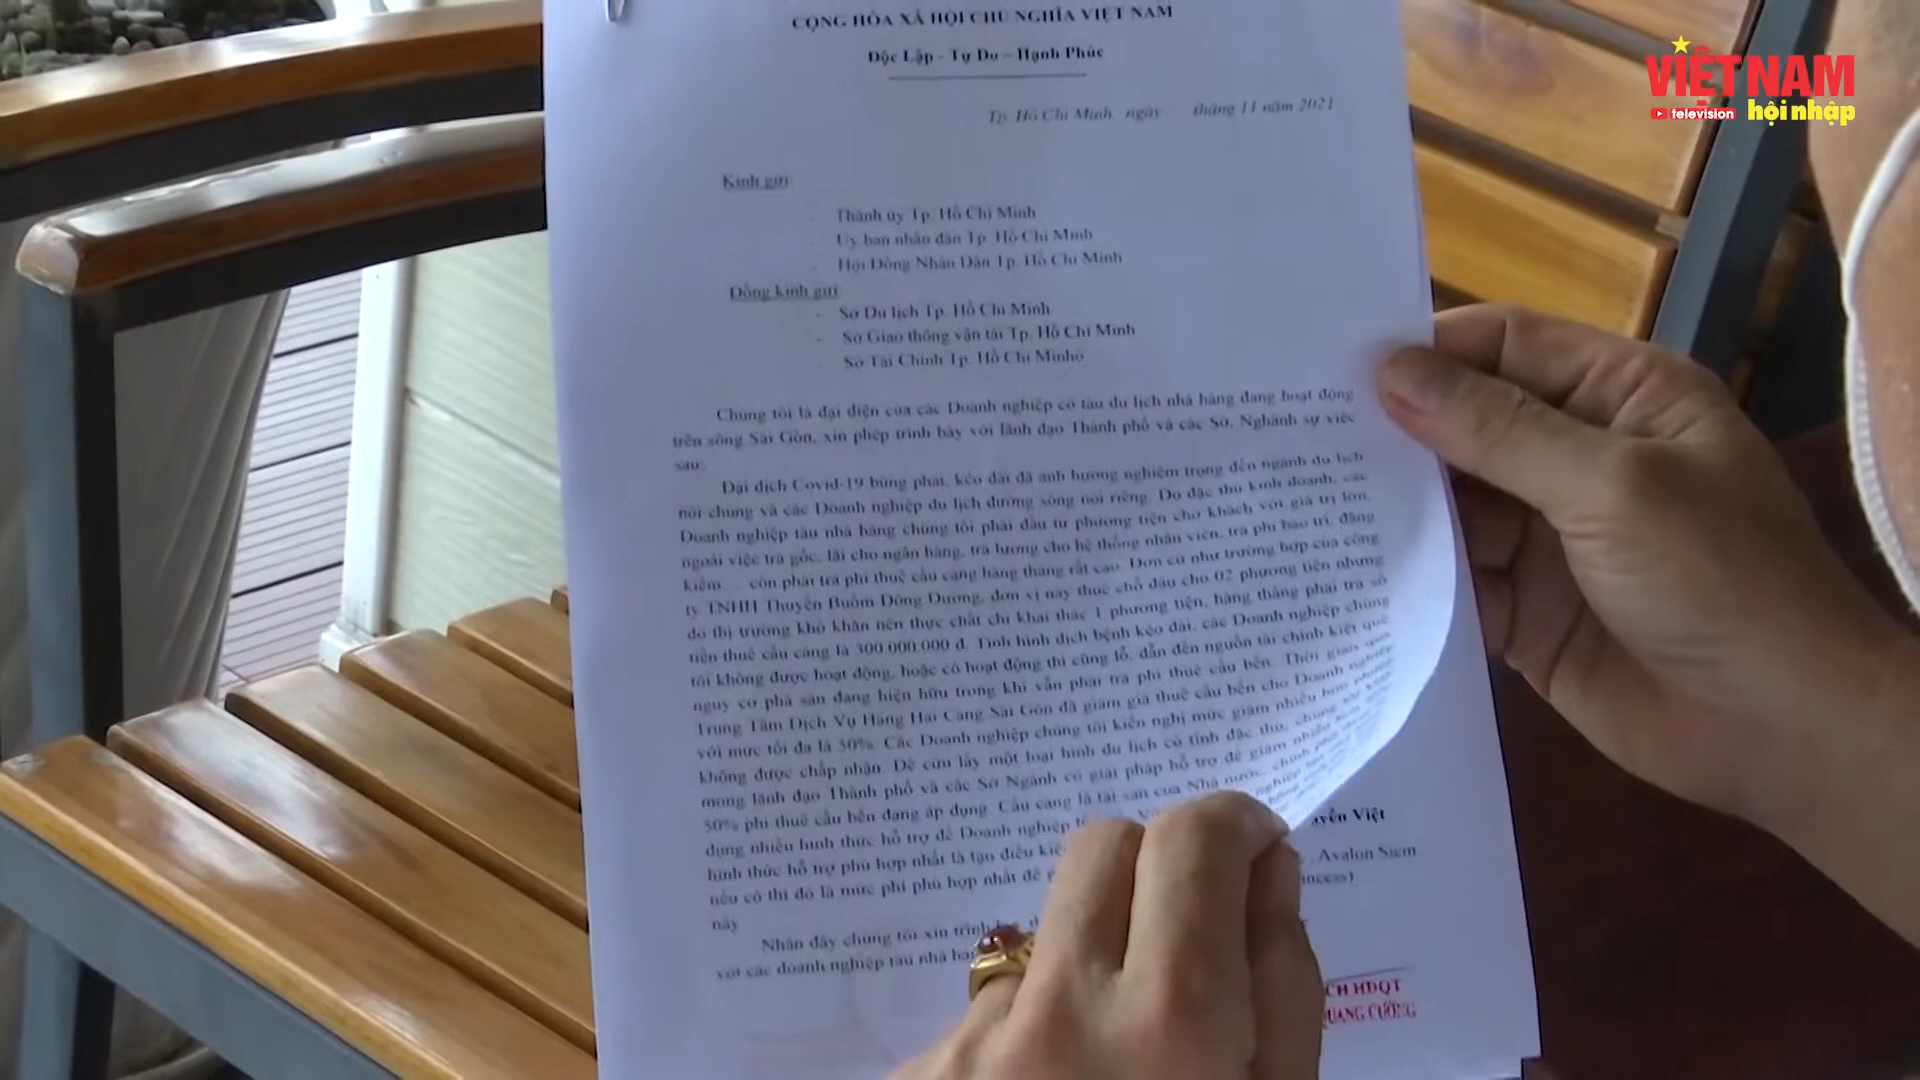 CỘNG HÒA XÃ HỘI CHỦ NGHĨA VIỆT NAM
Độc Lập - Tự Do – Hạnh Phúc
Tp. Hồ Chí Minh, ngày tháng 11 năm 2021
VIỆT NAM
television hội nhập
Kính gửi:
- Thành ủy Tp. Hồ Chí Minh
- Ủy ban nhân dân Tp. Hồ Chí Minh
- Hội Đồng Nhân Dân Tp. Hồ Chí Minh
Đồng kính gửi:
- Sở Du lịch Tp. Hồ Chí Minh
- Sở Giao thông vận tải Tp. Hồ Chí Minh
- Sở Tài Chính Tp. Hồ Chí Minhô
Chúng tôi là đại diện của các Doanh nghiệp có tàu du lịch nhà hàng đang hoạt động
trên sông Sài Gòn, xin phép trình bày với lãnh đạo Thành phố và các Sở, Nghành sự việc
sau:
Đại dịch Covid-19 bùng phát, kéo dài đã ảnh hưởng nghiêm trọng đến ngành du lịch
nói chung và các Doanh nghiệp du lịch đường sông nói riêng. Do đặc thù kinh doanh, các
Doanh nghiệp tàu nhà hàng chúng tôi phải đầu tư phương tiện chở khách với giá trị lớn,
ngoài việc trả gốc, lãi cho ngân hàng, trả lương cho hệ thống nhân viên, trả phí bảo trì, đăng
kiểm ... còn phải trả phí thuê cầu cảng hàng tháng rất cao. Đơn cử như trường hợp của công
ty TNHH Thuyền Buồm Đông Dương, đơn vị này thuê chỗ đậu cho 02 phương tiện nhưng
do thị trường khó khăn nên thực chất chỉ khai thác 1 phương tiện, hàng tháng phải trả số
tiền thuê cầu cảng là 300.000.000 đ. Tình hình dịch bệnh kéo dài, các Doanh nghiệp chúng
tôi không được hoạt động, hoặc có hoạt động thì cũng lỗ, dẫn đến nguồn tài chính kiệt quệ
nguy cơ phá sản đang hiện hữu trong khi vẫn phải trả phí thuê cầu bến. Thời gian qua
Trung Tâm Dịch Vụ Hàng Hải Cảng Sài Gòn đã giảm giá thuê cầu bến cho Doanh nghiệp
với mức tối đa là 50%. Các Doanh nghiệp chúng tôi kiến nghị mức giảm nhiều hơn nhưng
không được chấp nhận. Để cứu lấy một loại hình du lịch có tính đặc thù, chúng tôi
mong lãnh đạo Thành phố và các Sở Ngành có giải pháp hỗ trợ để giảm nhiều hơn
50% phí thuê cầu bến đang áp dụng. Cầu cảng là tài sản của Nhà nước, chính phủ
dụng nhiều hình thức hỗ trợ để Doanh nghiệp nghiệp
hình thức hỗ trợ phù hợp nhất là tạo điều kiện
nếu có thì đó là mức phí phù hợp nhất để
này
Nhân đây chúng tôi xin trình
với các doanh nghiệp tàu nhà
Việt
Avalon Siem
CH HĐQT
QUANG CƯỜNG